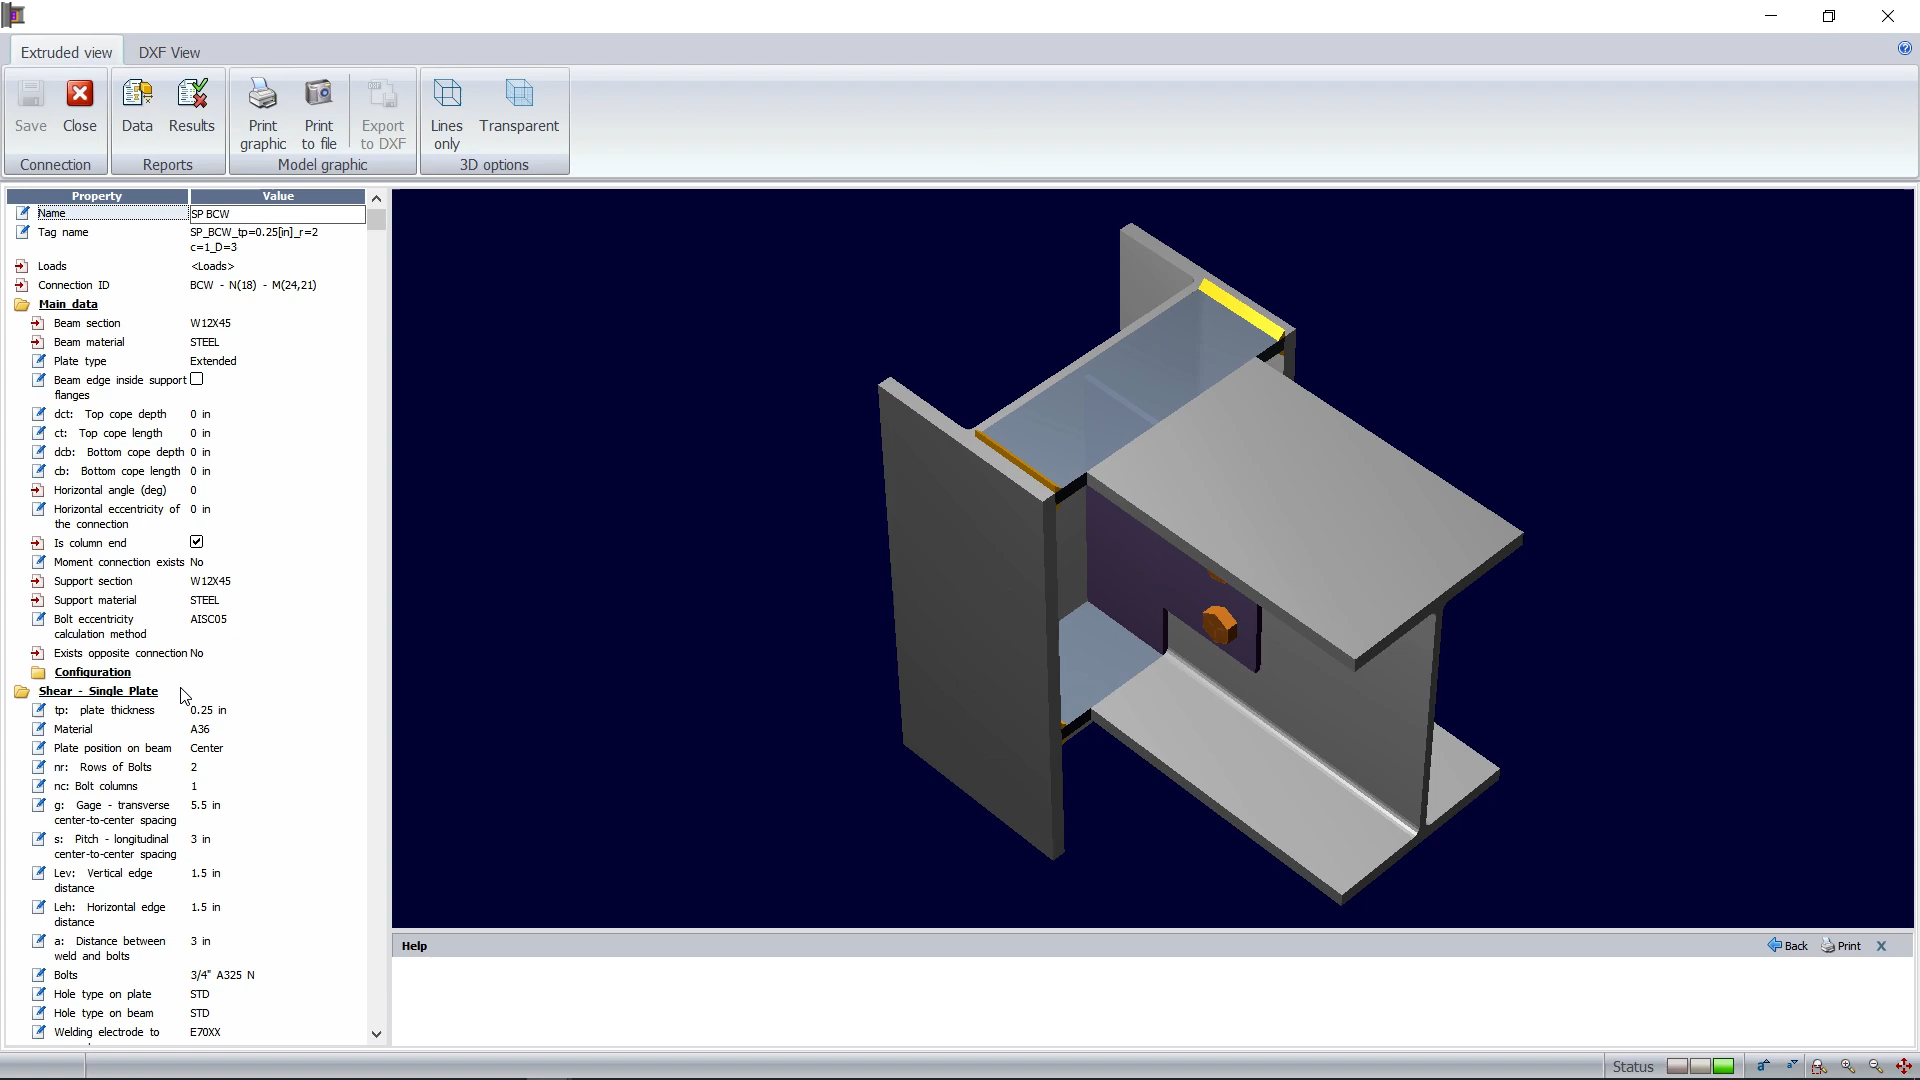 Extruded view DXF View
Save Close Data Results Print graphic Print to file Export to DXF Lines only Transparent
Connection Reports Model graphic 3D options
Property Value
Name SP BCW
Tag name SP_BCW_tp=0.25[in]_r=2
c=1_D=3
Loads <Loads>
Connection ID BCW - N(18) - M(24,21)
Main data
Beam section W12X45
Beam material STEEL
Plate type Extended
Beam edge inside support
flanges
dct: Top cope depth 0 in
ct: Top cope length 0 in
dcb: Bottom cope depth 0 in
cb: Bottom cope length 0 in
Horizontal angle (deg) 0
Horizontal eccentricity of 0 in
the connection
Is column end
Moment connection exists No
Support section W12X45
Support material STEEL
Bolt eccentricity AISC05
calculation method
Exists opposite connection No
Configuration
Shear - Single Plate
tp: plate thickness 0.25 in
Material A36
Plate position on beam Center
nr: Rows of Bolts 2
nc: Bolt columns 1
g: Gage - transverse 5.5 in
center-to-center spacing
s: Pitch - longitudinal 3 in
center-to-center spacing
Lev: Vertical edge 1.5 in
distance
Leh: Horizontal edge 1.5 in
distance
a: Distance between 3 in
weld and bolts
Bolts 3/4" A325 N
Hole type on plate STD
Hole type on beam STD
Welding electrode to E70XX
Help Back Print X
Status